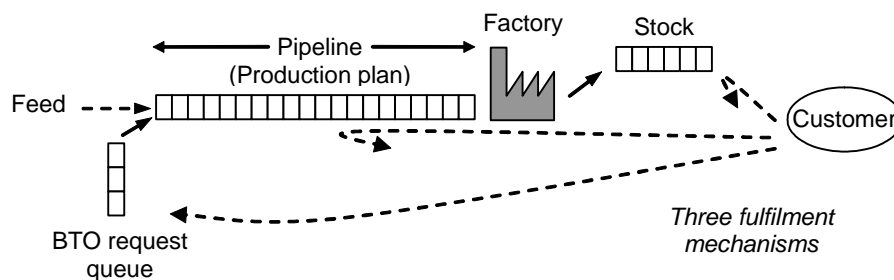 Factory
Stock
Pipeline
(Production plan)
Feed
Customer
BTO request
queue
Three fulfilment
mechanisms